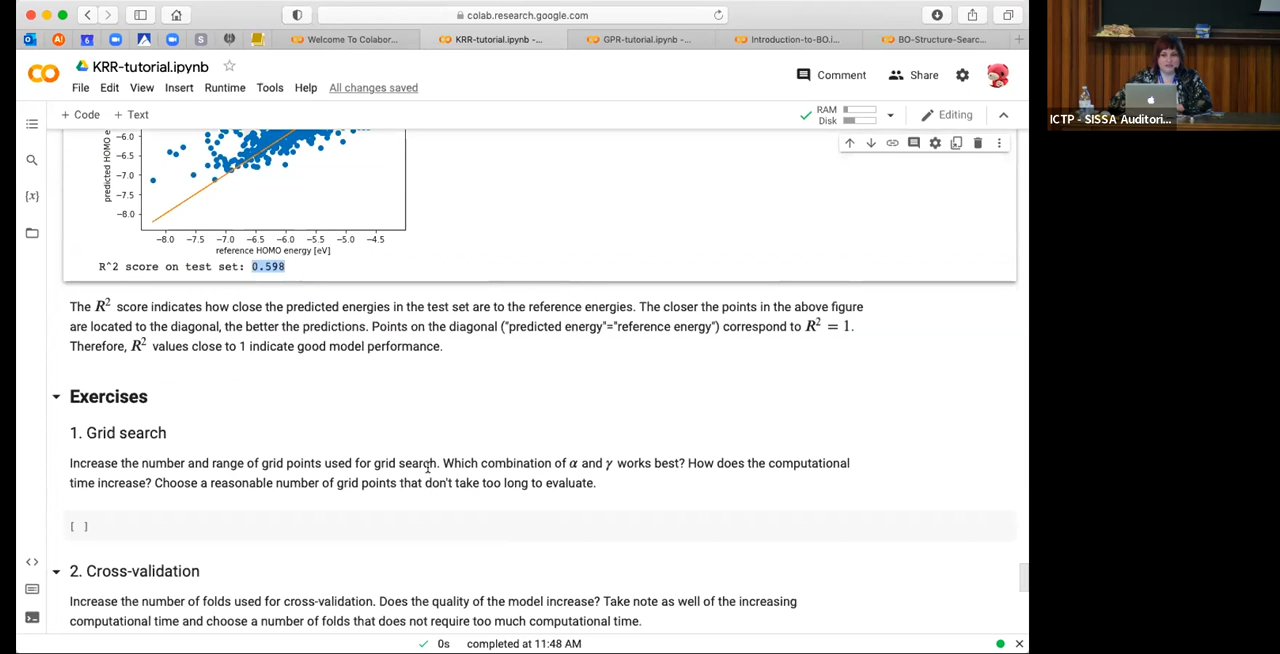 colab.research.google.com
Welcome To Colabor...
KRR-tutorial.ipynb -...
GPR-tutorial.ipynb -...
Introduction-to-BO.i...
BO-Structure-Searc...
KRR-tutorial.ipynb
Comment
Share
File Edit View Insert Runtime Tools Help All changes saved
+ Code + Text
RAM
Disk
Editing
predicted HOMO e
−6.0
−6.5
−7.0
−7.5
−8.0
−8.0 −7.5 −7.0 −6.5 −6.0 −5.5 −5.0 −4.5
reference HOMO energy [eV]
R^2 score on test set: 0.598
The R² score indicates how close the predicted energies in the test set are to the reference energies. The closer the points in the above figure
are located to the diagonal, the better the predictions. Points on the diagonal ("predicted energy"="reference energy") correspond to R² = 1.
Therefore, R² values close to 1 indicate good model performance.
Exercises
1. Grid search
Increase the number and range of grid points used for grid search. Which combination of α and γ works best? How does the computational
time increase? Choose a reasonable number of grid points that don't take too long to evaluate.
[ ]
2. Cross-validation
Increase the number of folds used for cross-validation. Does the quality of the model increase? Take note as well of the increasing
computational time and choose a number of folds that does not require too much computational time.
0s completed at 11:48 AM
ICTP - SISSA Auditori...